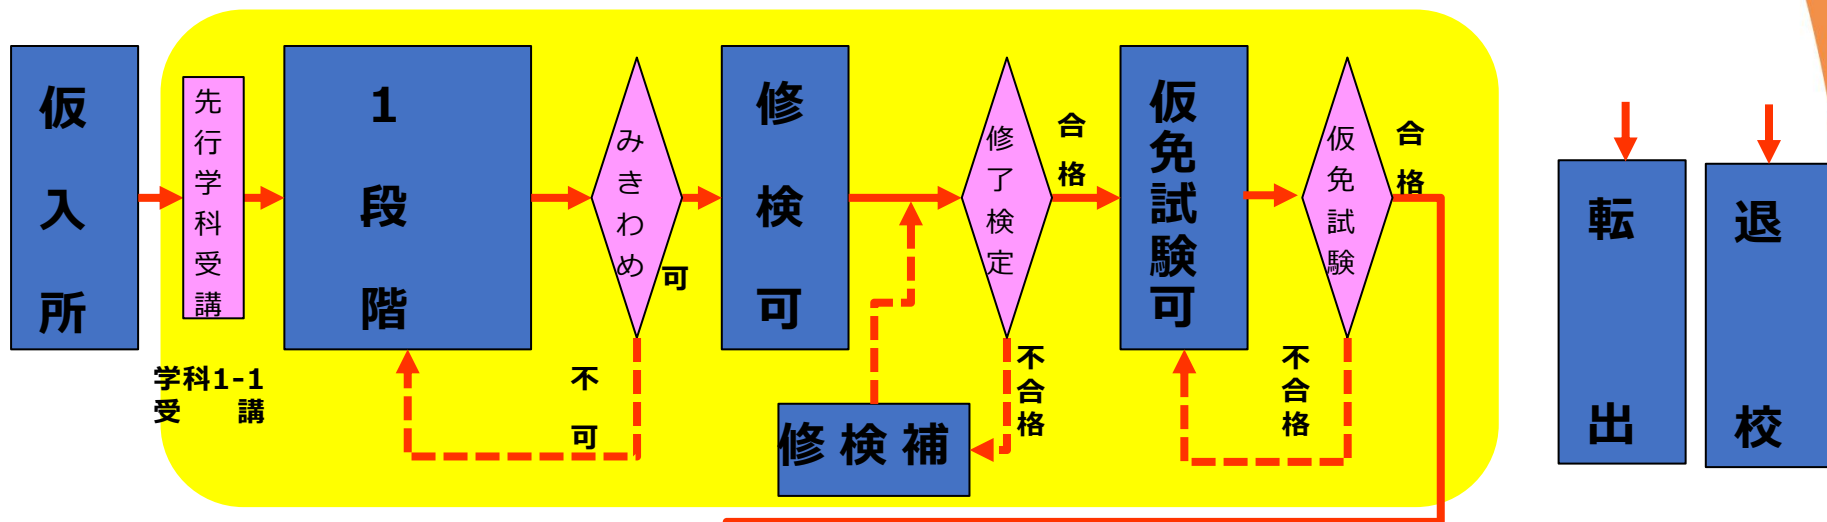 仮入所
先行学科受講
学科1-1
受 講
1段階
みきわめ
可
不可
修検可
修了検定
合格
不合格
修検補
仮免試験可
仮免試験
合格
不合格
転出
退校